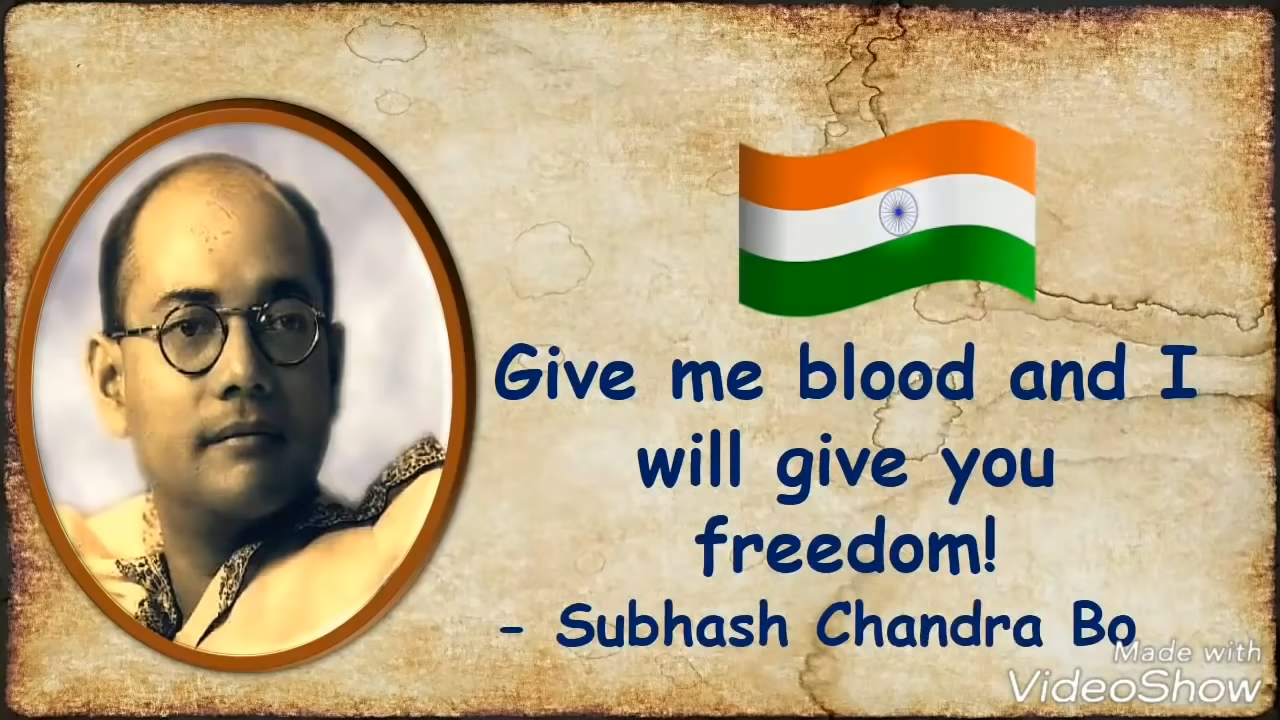 Give me blood and I
will give you
freedom!
- Subhash Chandra Bo
Made with
VideoShow